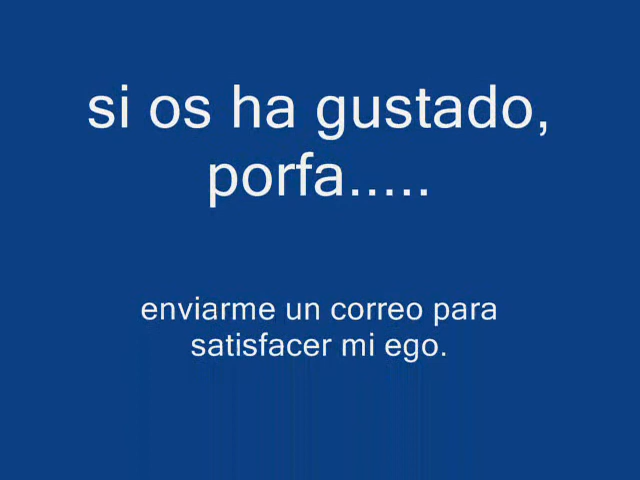 si os ha gustado,
porfa.....
enviarme un correo para
satisfacer mi ego.